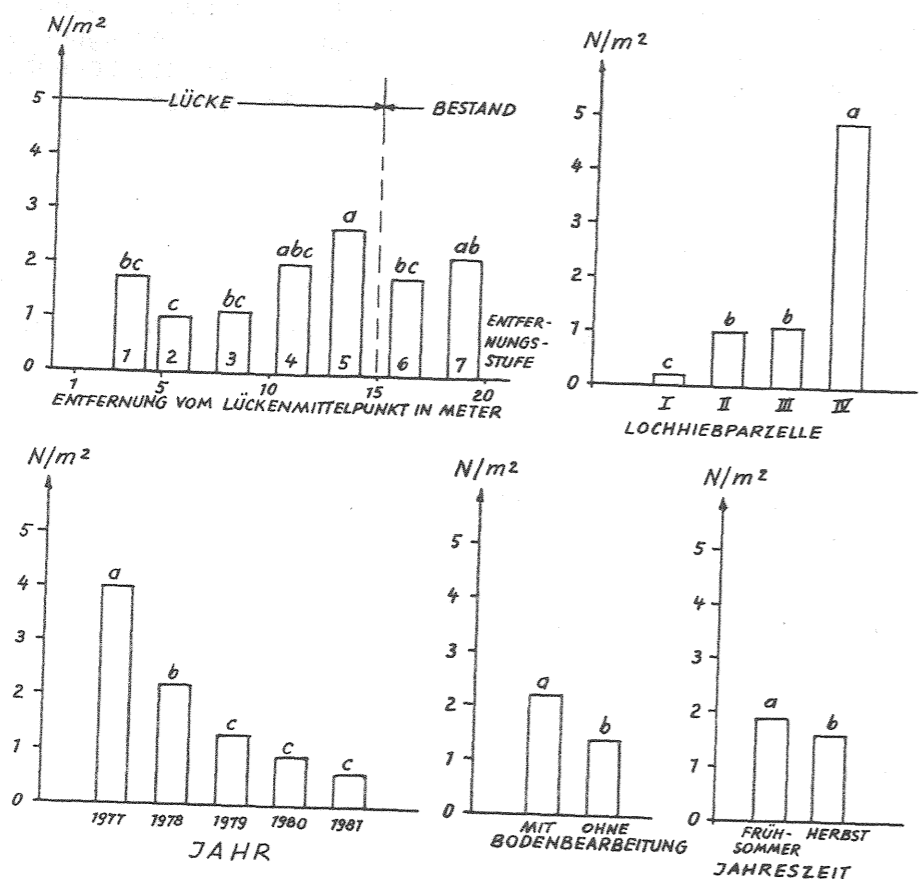 N/m²
5
LÜCKE
BESTAND
4
3
2
1
0
bc
c
bc
abc
a
bc
ab
1
2
3
4
5
6
7
ENTFER-
NUNGS-
STUFE
1
5
10
15
20
ENTFERNUNG VOM LÜCKENMITTELPUNKT IN METER
N/m²
5
4
3
2
1
0
c
b
b
a
I
II
III
IV
LOCHHIEBPARZELLE
N/m²
5
4
3
2
1
0
a
b
c
c
c
1977
1978
1979
1980
1981
JAHR
N/m²
5
4
3
2
1
0
a
b
MIT OHNE
BODENBEARBEITUNG
N/m²
5
4
3
2
1
0
a
b
FRÜH- HERBST
SOMMER
JAHRESZEIT